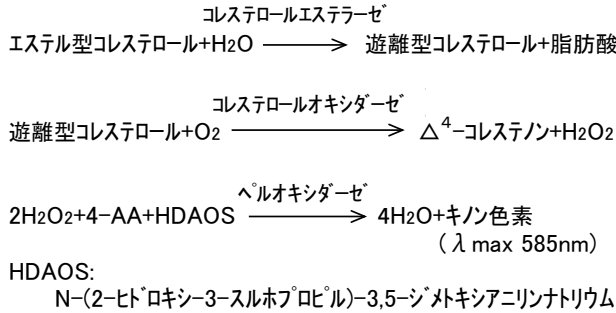 コレステロールエステラーゼ
エステル型コレステロール+H₂O ⟶ 遊離型コレステロール+脂肪酸
コレステロールオキシダーゼ
遊離型コレステロール+O₂ ⟶ △⁴-コレステノン+H₂O₂
ペルオキシダーゼ
2H₂O₂+4-AA+HDAOS ⟶ 4H₂O+キノン色素
(λmax 585nm)
HDAOS:
N-(2-ヒドロキシ-3-スルホプロピル)-3,5-ジメトキシアニリンナトリウム